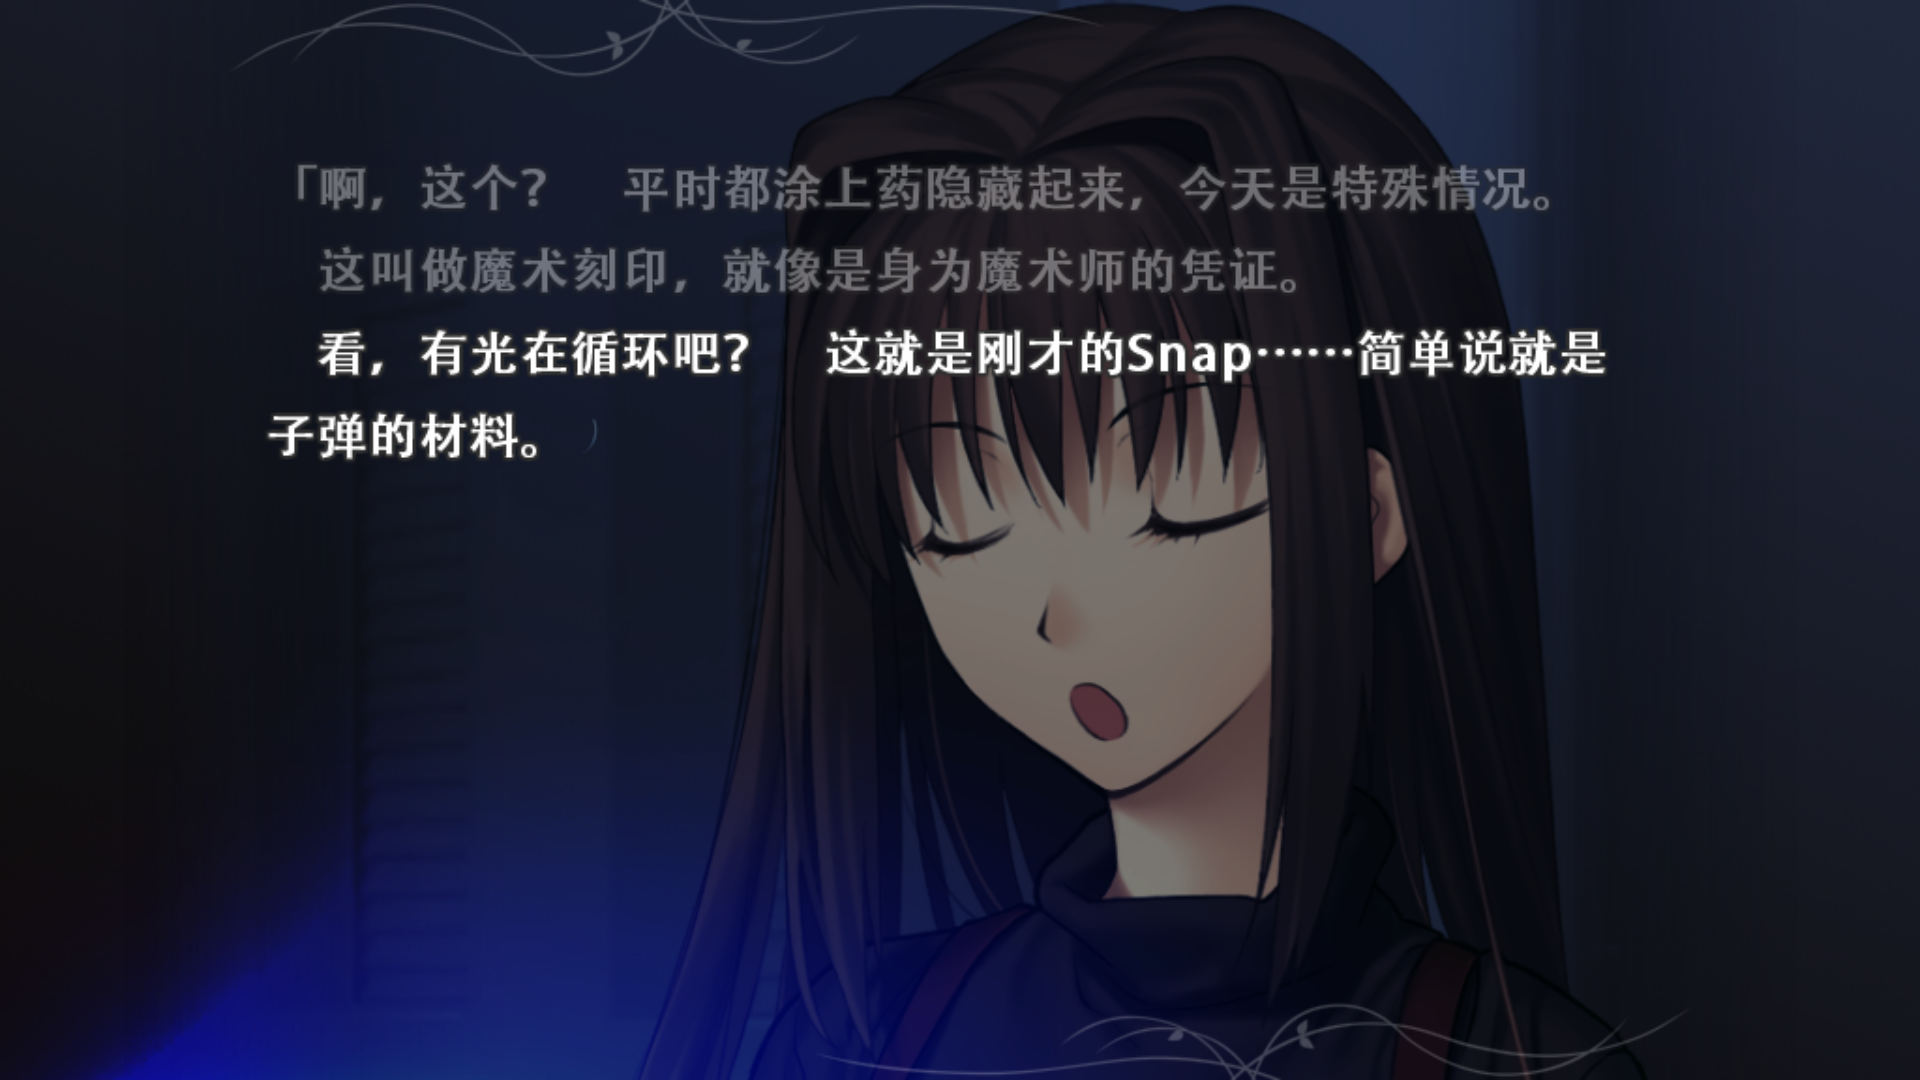 「啊，这个？　平时都涂上药隐藏起来，今天是特殊情况。
这叫做魔术刻印，就像是身为魔术师的凭证。
看，有光在循环吧？　这就是刚才的Snap……简单说就是
子弹的材料。